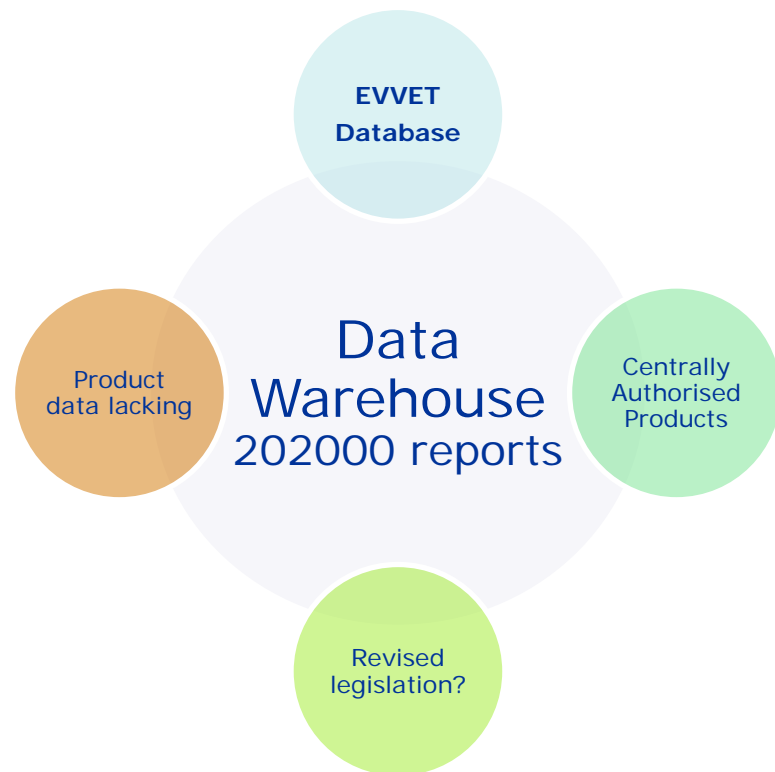 EVVET
Database
Data
Warehouse
202000 reports
Product
data lacking
Centrally
Authorised
Products
Revised
legislation?